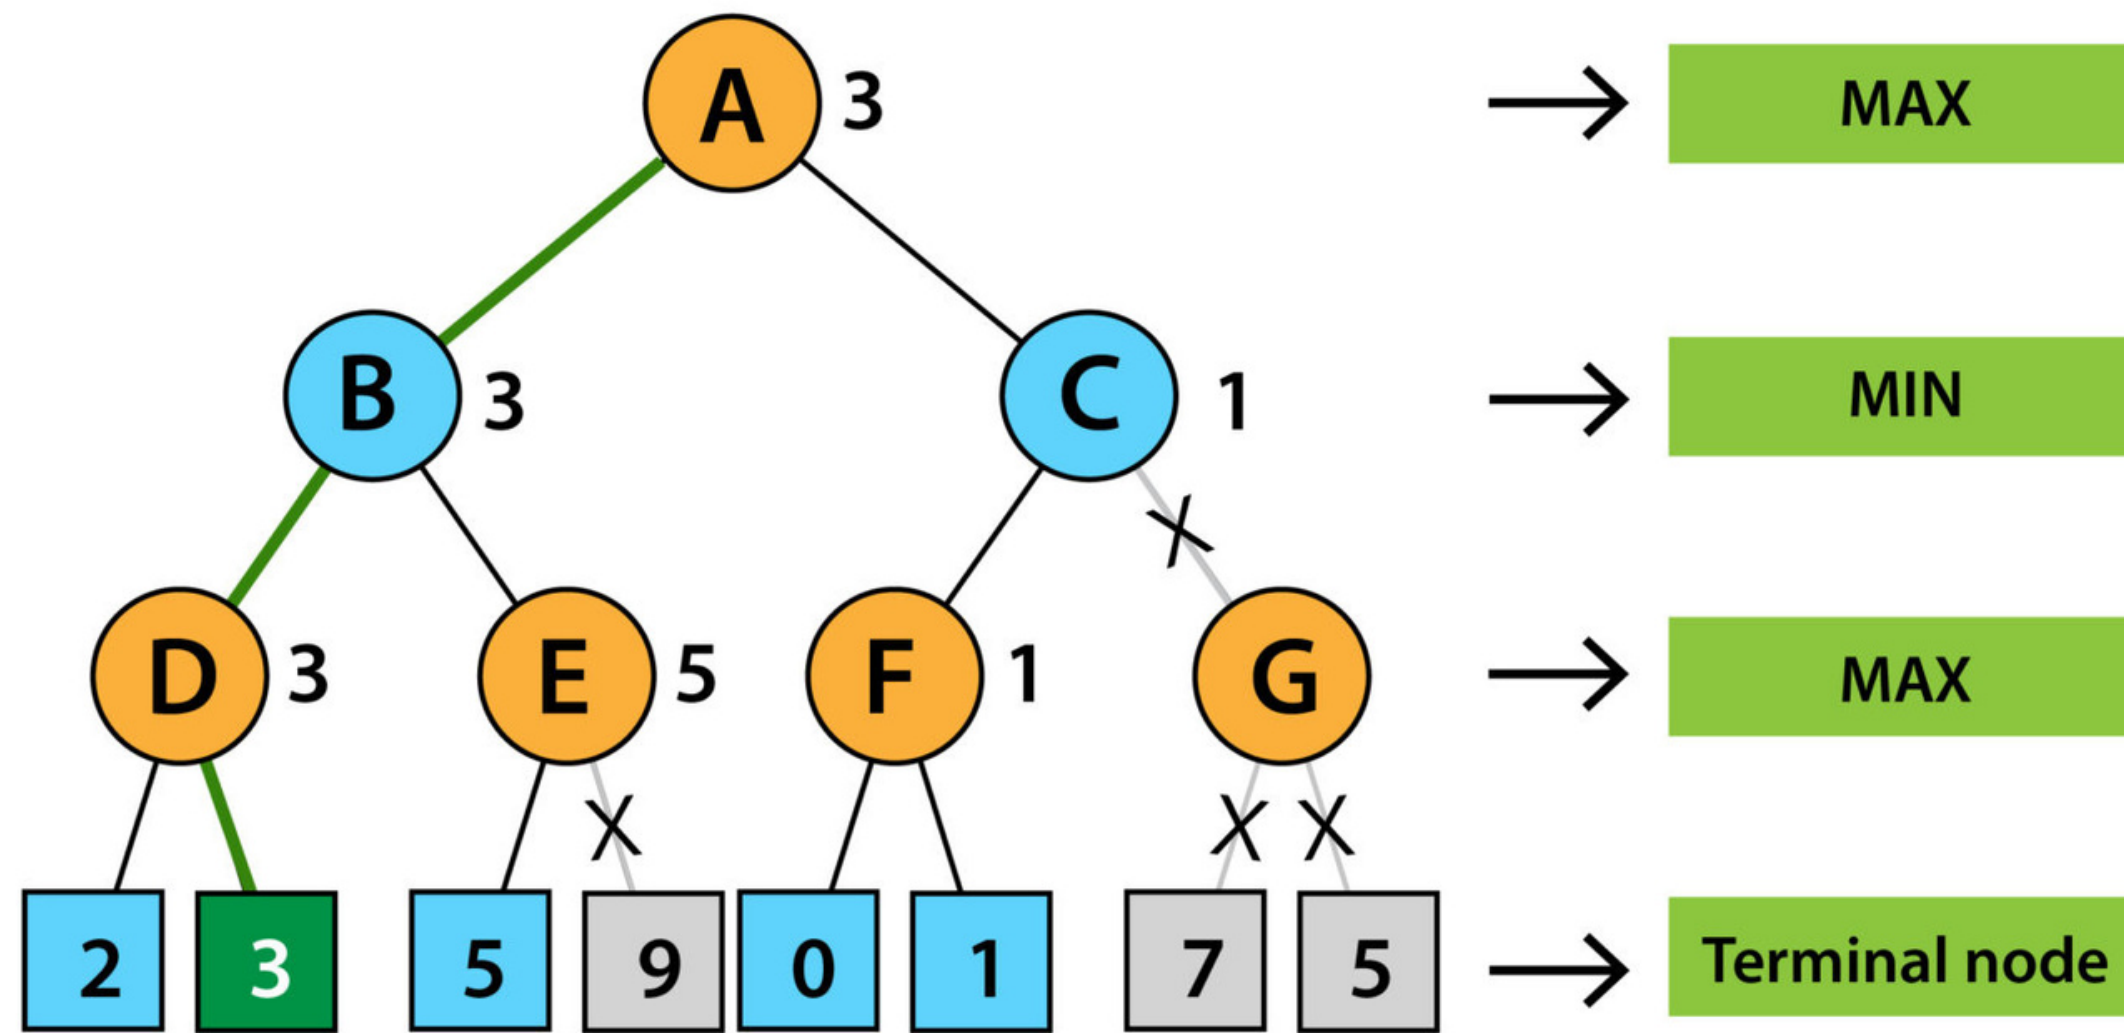 A 3 MAX
B 3 C 1 MIN
D 3 E 5 F 1 G MAX
X
X X X
2 3 5 9 0 1 7 5 Terminal node